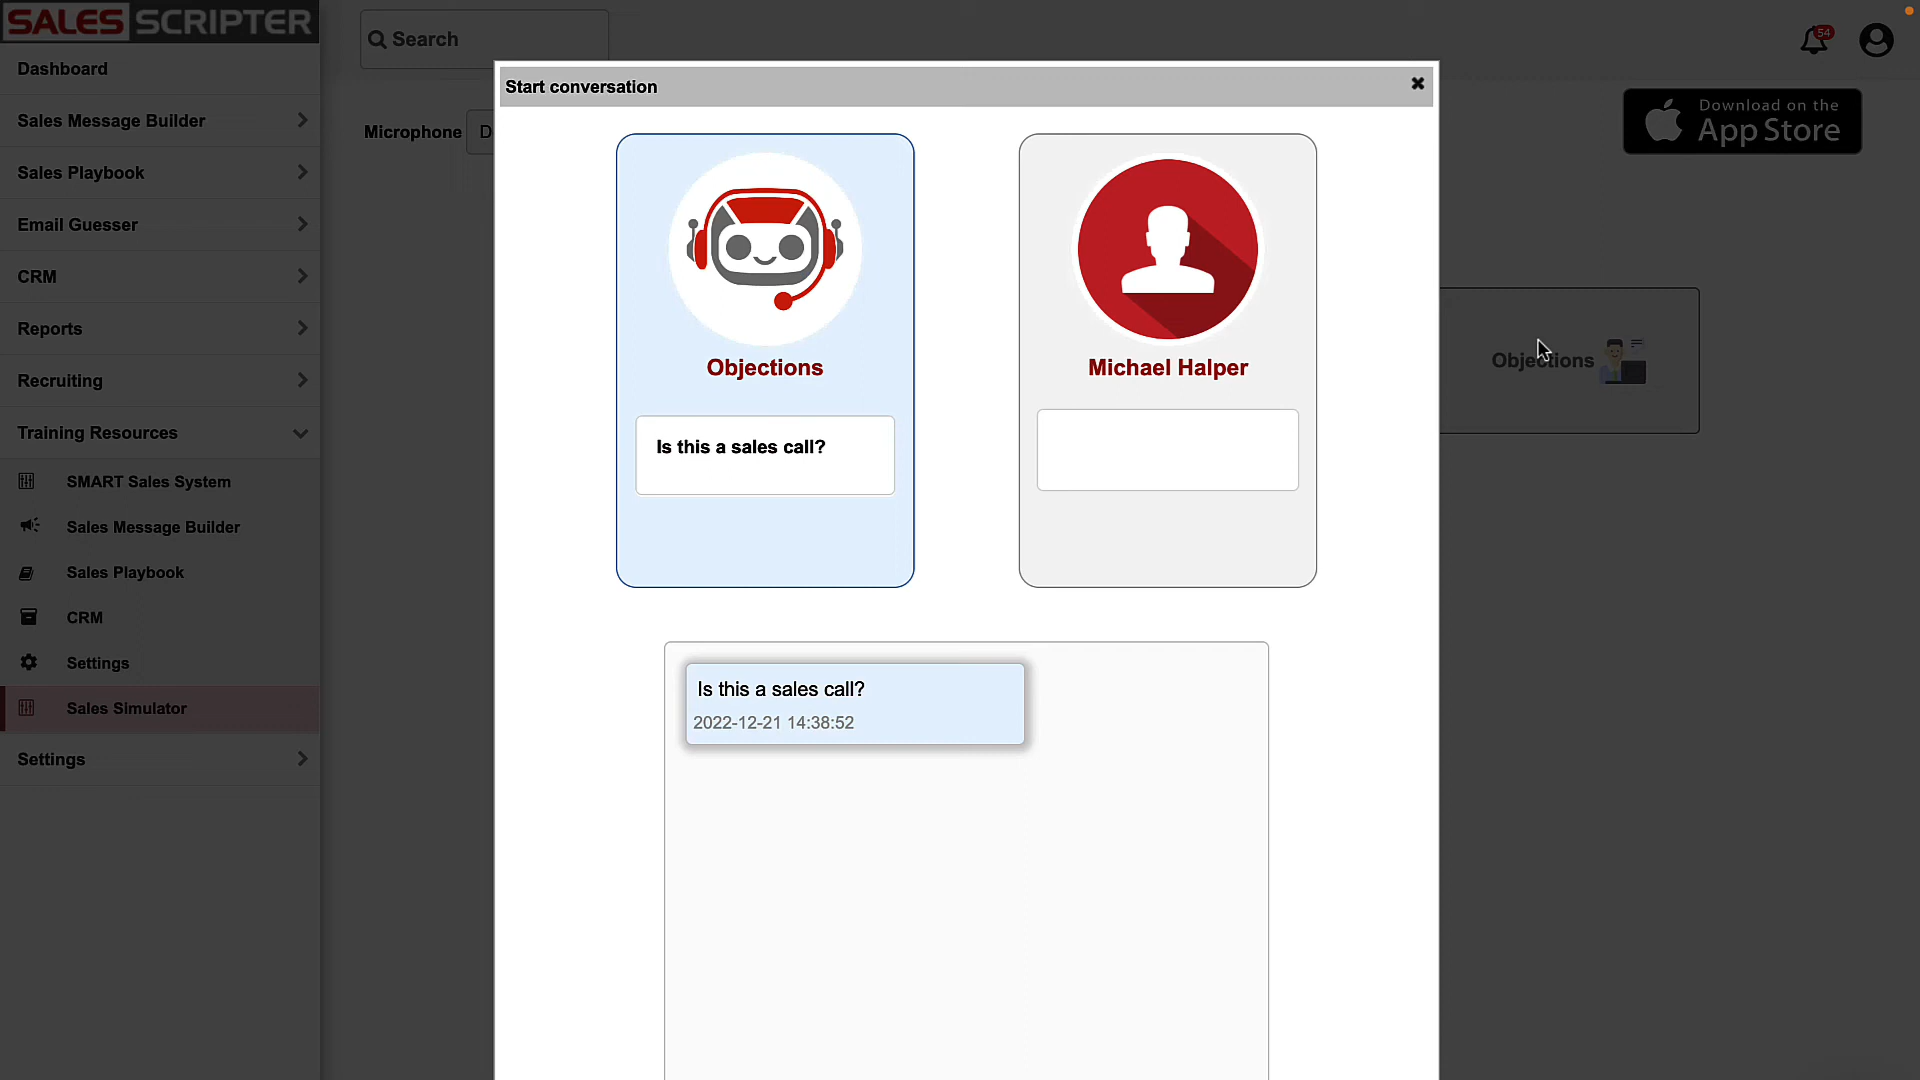 SALES SCRIPTER
Search
54
Dashboard
Sales Message Builder
Sales Playbook
Email Guesser
CRM
Reports
Recruiting
Training Resources
SMART Sales System
Sales Message Builder
Sales Playbook
CRM
Settings
Sales Simulator
Settings
Microphone
D
Download on the
App Store
Start conversation
Objections
Is this a sales call?
Michael Halper
Objections
Is this a sales call?
2022-12-21 14:38:52